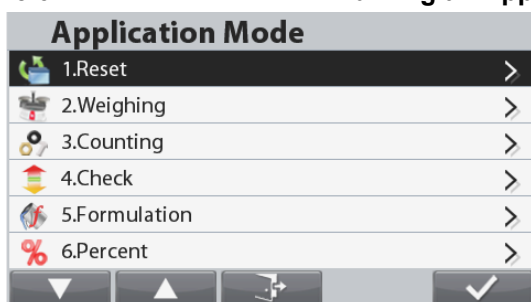 Application Mode
1.Reset
2.Weighing
3.Counting
4.Check
5.Formulation
6.Percent